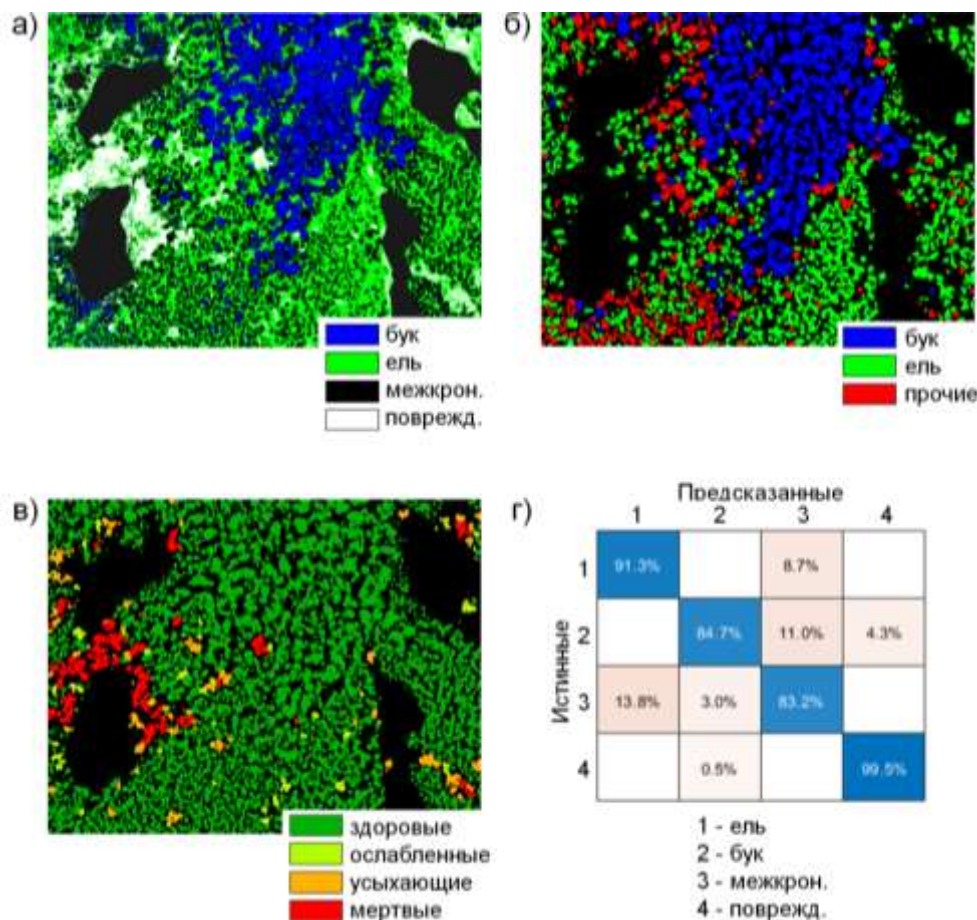 а)
бук
ель
межкрон.
поврежд.
б)
бук
ель
прочие
в)
здоровые
ослабленные
усыхающие
мертвые
г)
Предсказанные
1 2 3 4
Истинные
1 91.3% 8.7%
2 84.7% 11.0% 4.3%
3 13.8% 3.0% 83.2%
4 0.5% 99.5%
1 - ель
2 - бук
3 - межкрон.
4 - поврежд.